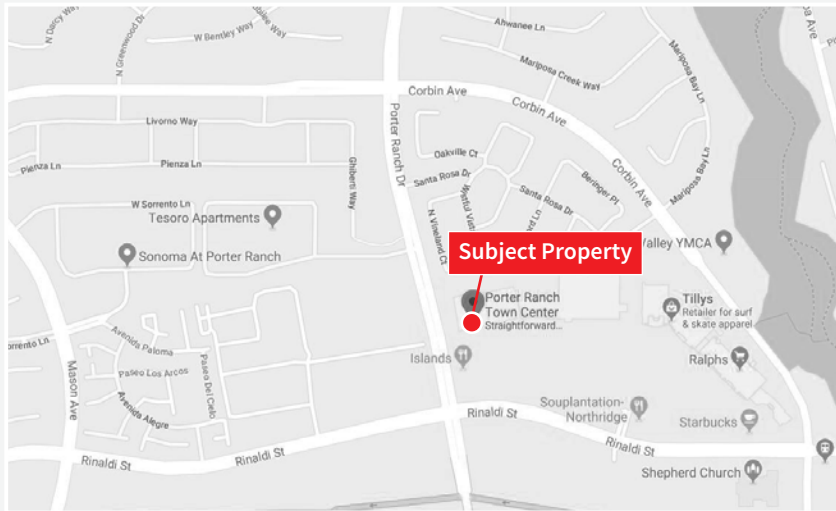 N Darcy Way
N Greenwood Dr
W Bentley Way
Ahwanee Ln
Mariposa Creek Way
Mariposa Bay Ln
Ava
Corbin Ave
Corbin Ave
Corbin Ave
Livorno Way
Porter Ranch Dr
Pienza Ln
Pienza Ln
Ghiberti Way
Oakville Ct
Santa Rosa Dr
Santa Rosa Dr
Beringer Pl
Mariposa Bay Ln
W Sorrento Ln
Tesoro Apartments
N Vineland Ct
Sonoma At Porter Ranch
Subject Property
Valley YMCA
Porter Ranch
Town Center
Straightforward...
Tillys
Retailer for surf
& skate apparel
Islands
Ralphs
orrento Ln
Avenida Paloma
Paseo Los Arcos
Paseo Del Cielo
Avenida Alegre
Mason Ave
Souplantation-
Northridge
Starbucks
Rinaldi St
Rinaldi St
Rinaldi St
Rinaldi St
Shepherd Church